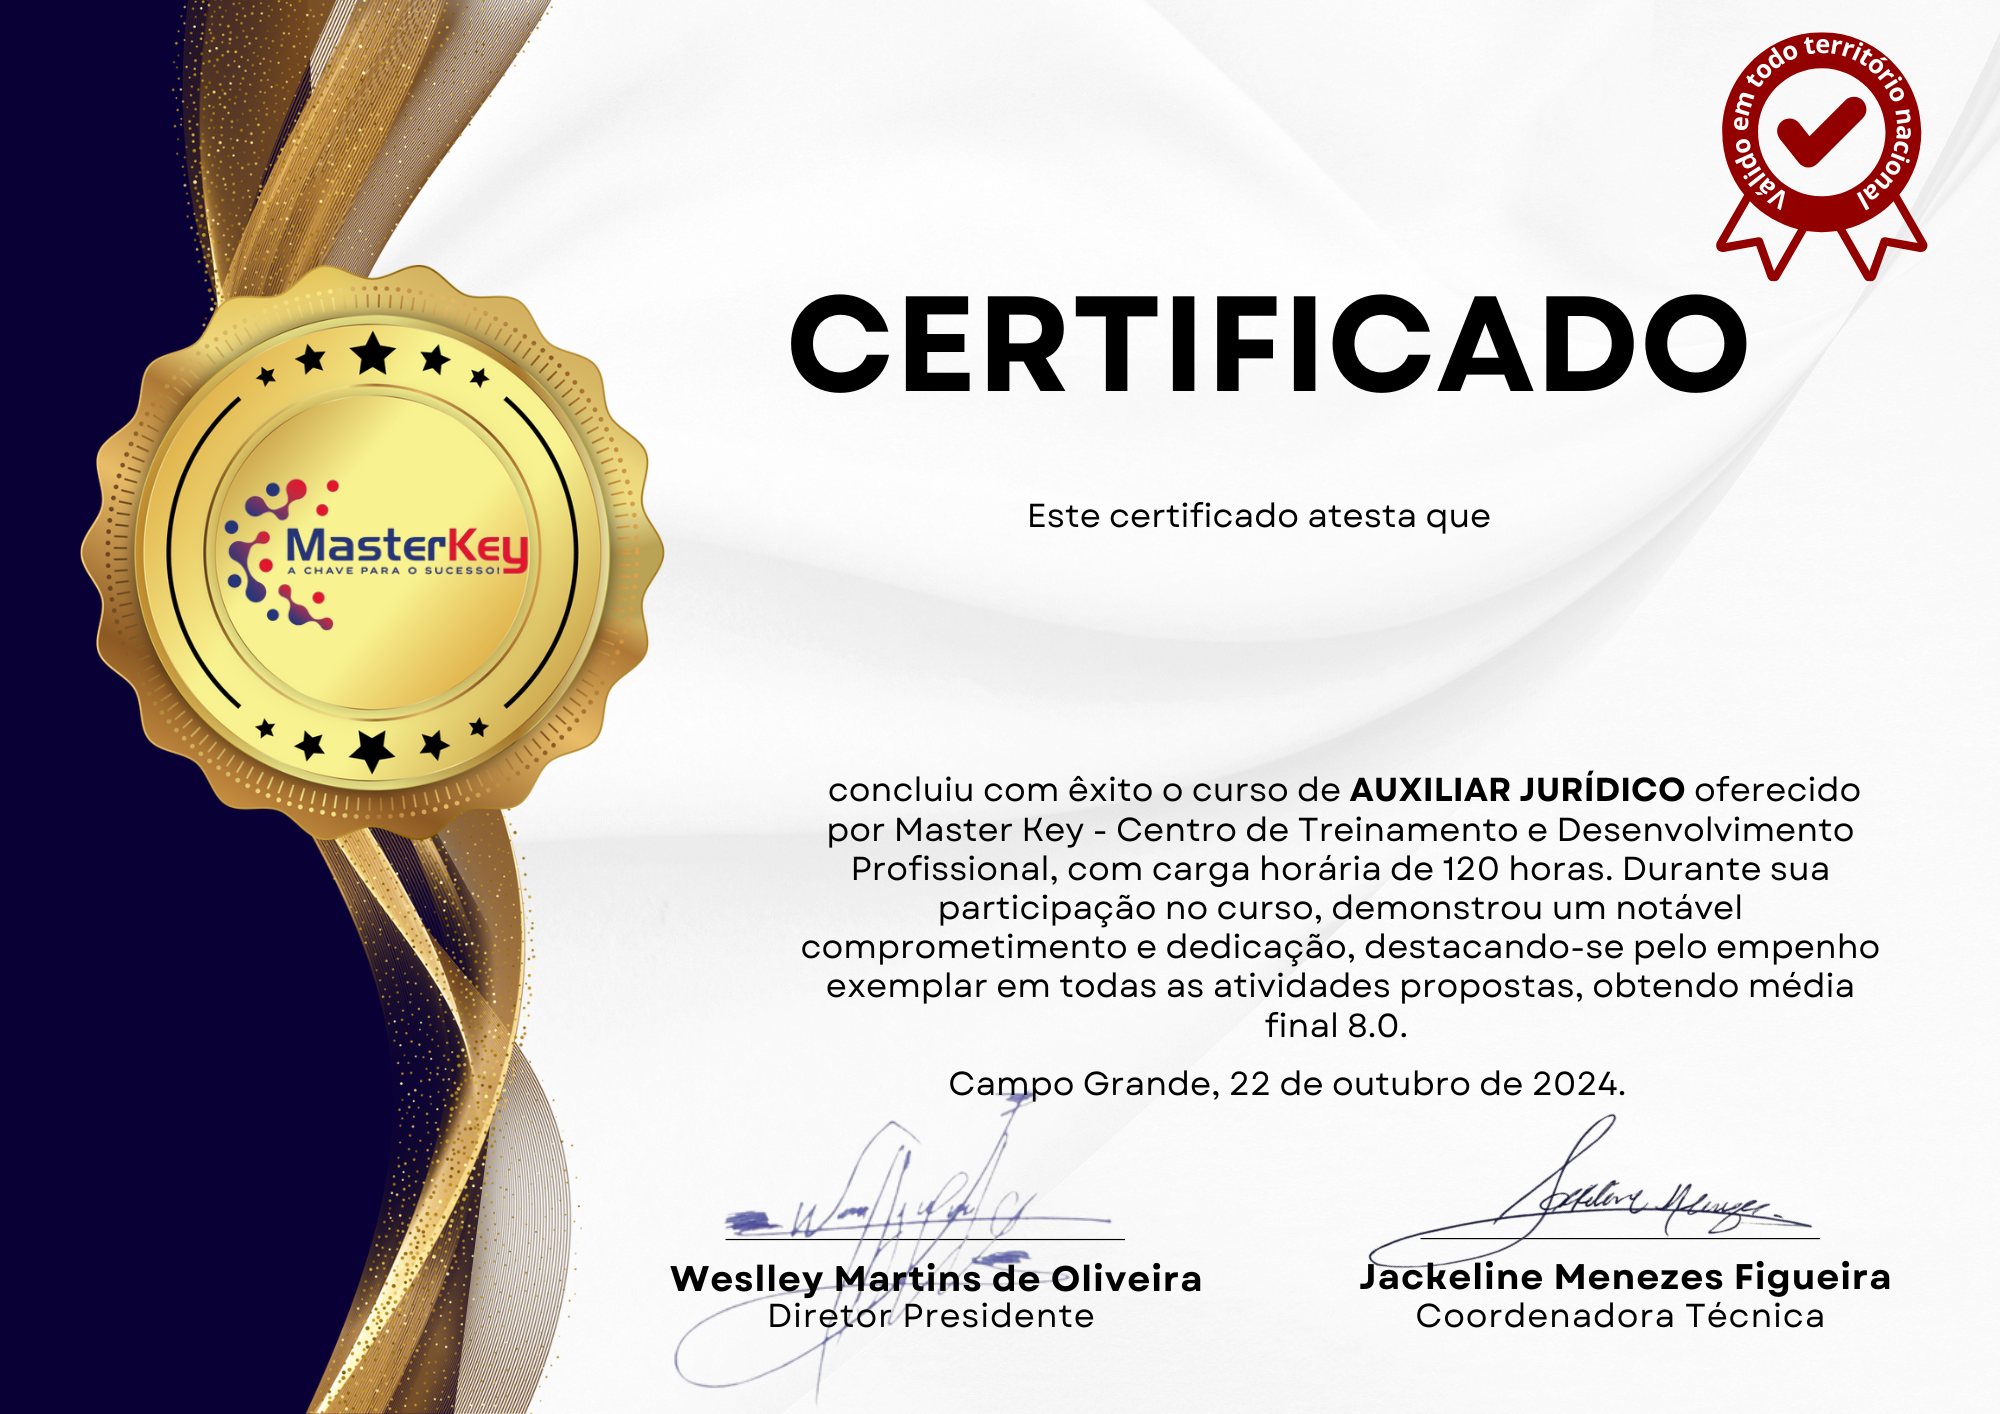 Válido em todo território nacional
CERTIFICADO
MasterKey
A CHAVE PARA O SUCESSO!
Este certificado atesta que
concluiu com êxito o curso de AUXILIAR JURÍDICO oferecido
por Master Key - Centro de Treinamento e Desenvolvimento
Profissional, com carga horária de 120 horas. Durante sua
participação no curso, demonstrou um notável
comprometimento e dedicação, destacando-se pelo empenho
exemplar em todas as atividades propostas, obtendo média
final 8.0.
Campo Grande, 22 de outubro de 2024.
Weslley Martins de Oliveira
Diretor Presidente
Jackeline Menezes Figueira
Coordenadora Técnica